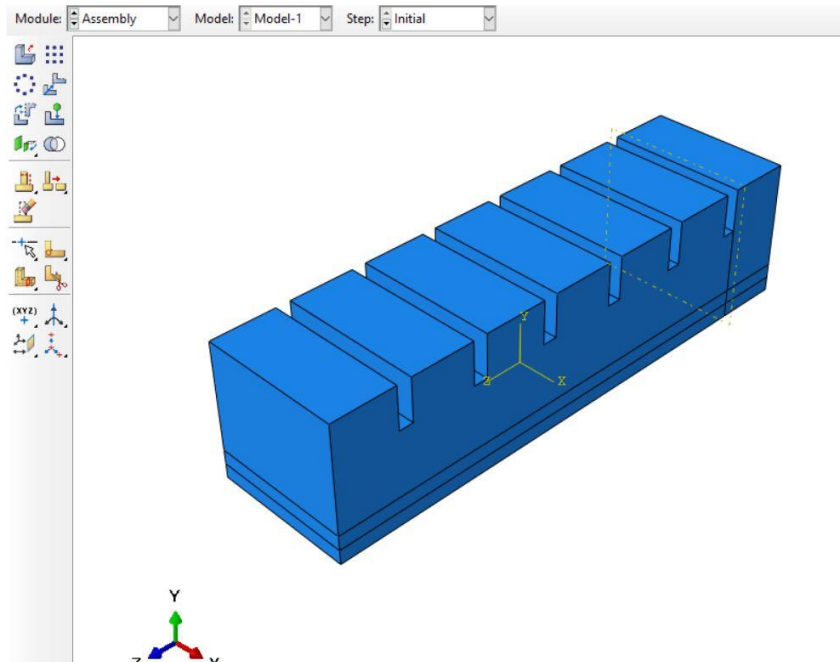 Module: Assembly Model: Model-1 Step: Initial
(XYZ)
Y
Z X
Y
Z X